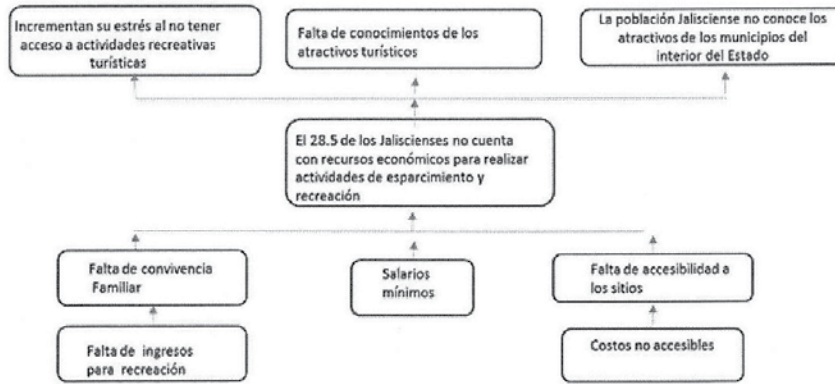 Incrementan su estrés al no tener
acceso a actividades recreativas
turísticas
Falta de conocimientos de los
atractivos turísticos
La población Jalisciense no conoce los
atractivos de los municipios del
interior del Estado
El 28.5 de los Jaliscienses no cuenta
con recursos económicos para realizar
actividades de esparcimiento y
recreación
Falta de convivencia
Familiar
Salarios
mínimos
Falta de accesibilidad a
los sitios
Falta de ingresos
para recreación
Costos no accesibles